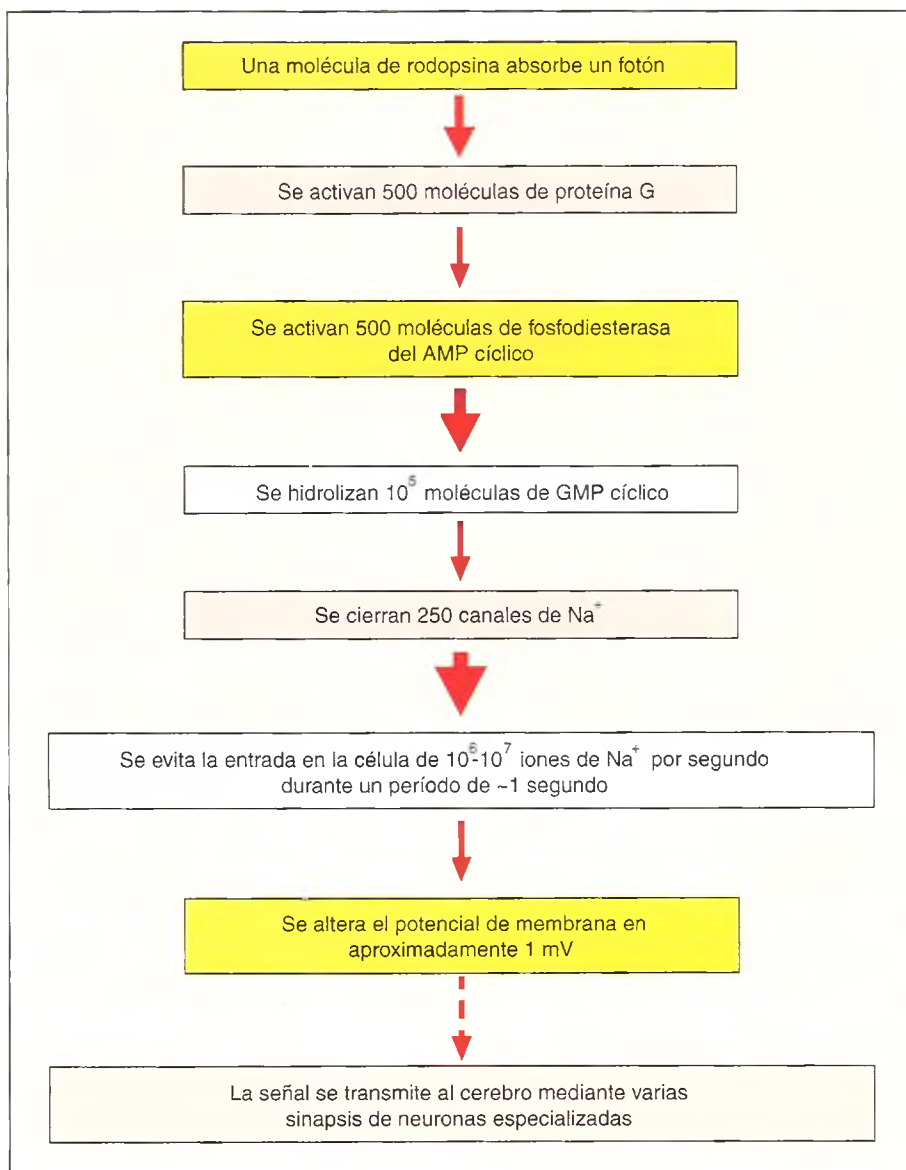 Una molécula de rodopsina absorbe un fotón
Se activan 500 moléculas de proteína G
Se activan 500 moléculas de fosfodiesterasa
del AMP cíclico
Se hidrolizan 10⁵ moléculas de GMP cíclico
Se cierran 250 canales de Na⁺
Se evita la entrada en la célula de 10⁶-10⁷ iones de Na⁺ por segundo
durante un período de ~1 segundo
Se altera el potencial de membrana en
aproximadamente 1 mV
La señal se transmite al cerebro mediante varias
sinapsis de neuronas especializadas